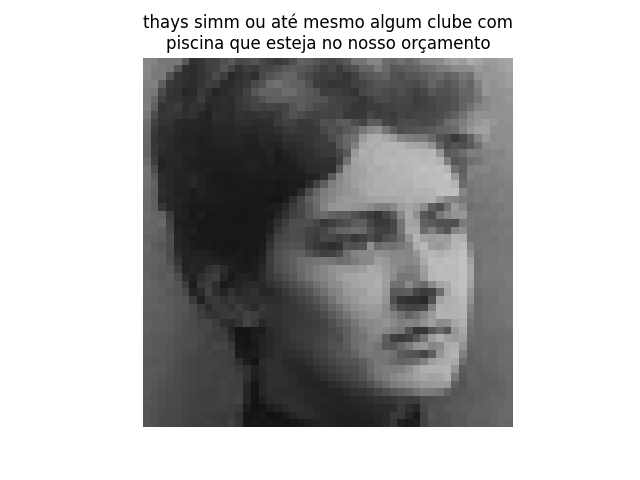 thays simm ou até mesmo algum clube com
piscina que esteja no nosso orçamento